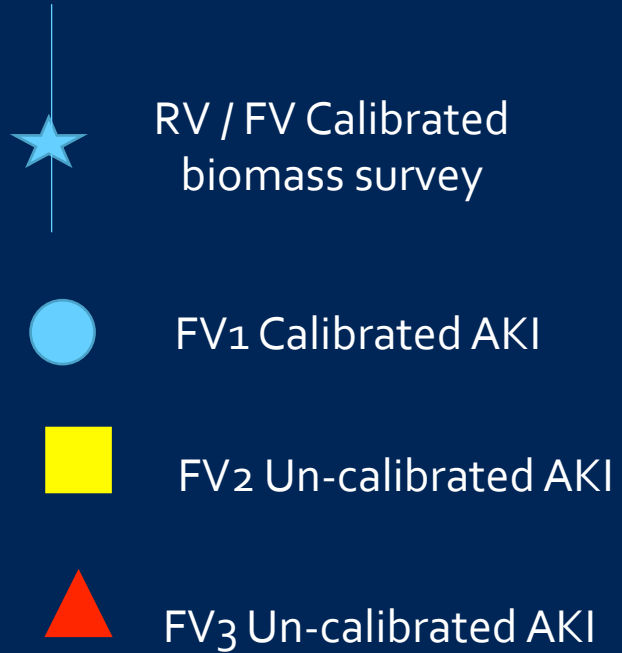 RV / FV Calibrated
biomass survey
FV1 Calibrated AKI
FV2 Un-calibrated AKI
FV3 Un-calibrated AKI